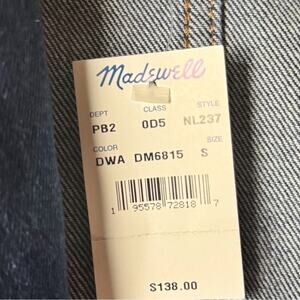 Madewell
DEPT CLASS STYLE
PB2 0D5 NL237
COLOR SIZE
DWA DM6815 S
1 95578 72818 7
$138.00